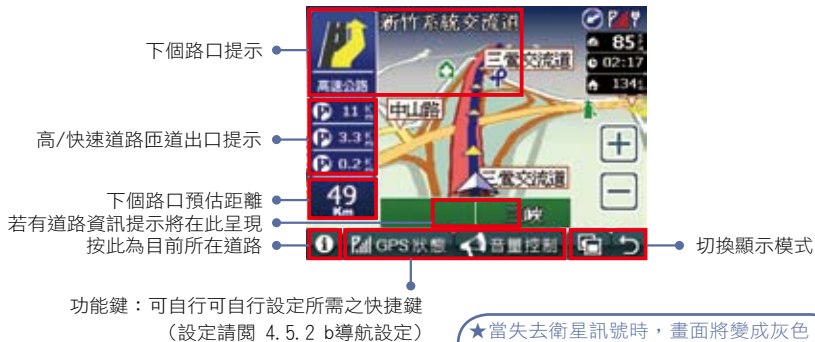 下個路口提示
高/快速道路匝道出口提示
下個路口預估距離
若有道路資訊提示將在此呈現
按此為目前所在道路
新竹系統交流道
高速公路
三鶯交流道
中山路
三鶯交流道
三峽
11 Km
3.3 Km
0.2 Km
49
Km
85
02:17
134
GPS狀態
音量控制
切換顯示模式
功能鍵：可自行可自行設定所需之快捷鍵
（設定請閱 4.5.2 b導航設定）
★當失去衛星訊號時，畫面將變成灰色